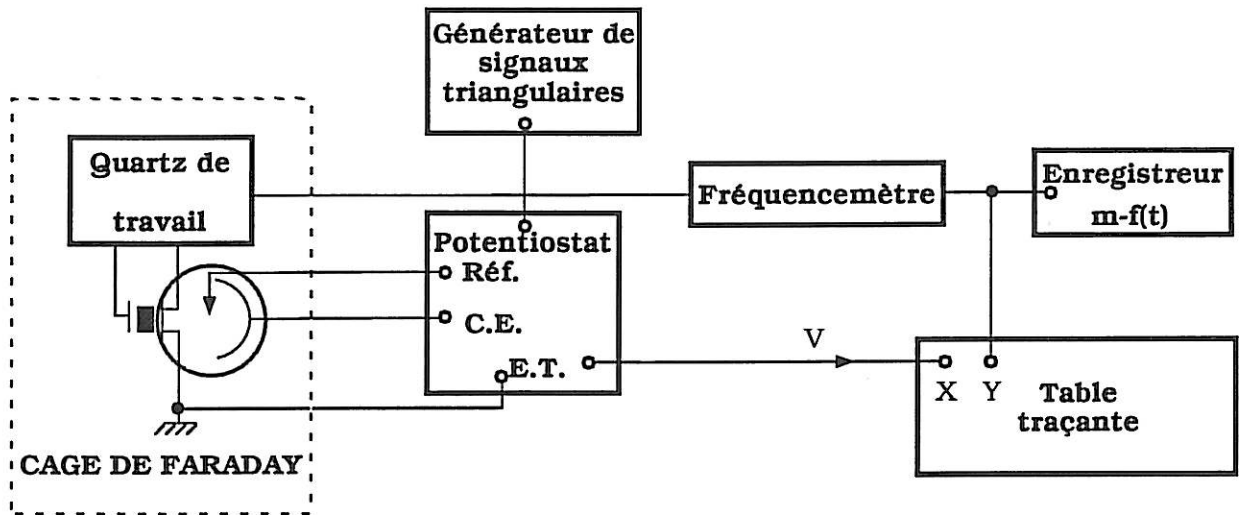 Générateur de
signaux
triangulaires
Quartz de
travail
Fréquencemètre
Enregistreur
m-f(t)
Potentiostat
Réf.
C.E.
E.T.
V
X Y
Table
traçante
CAGE DE FARADAY